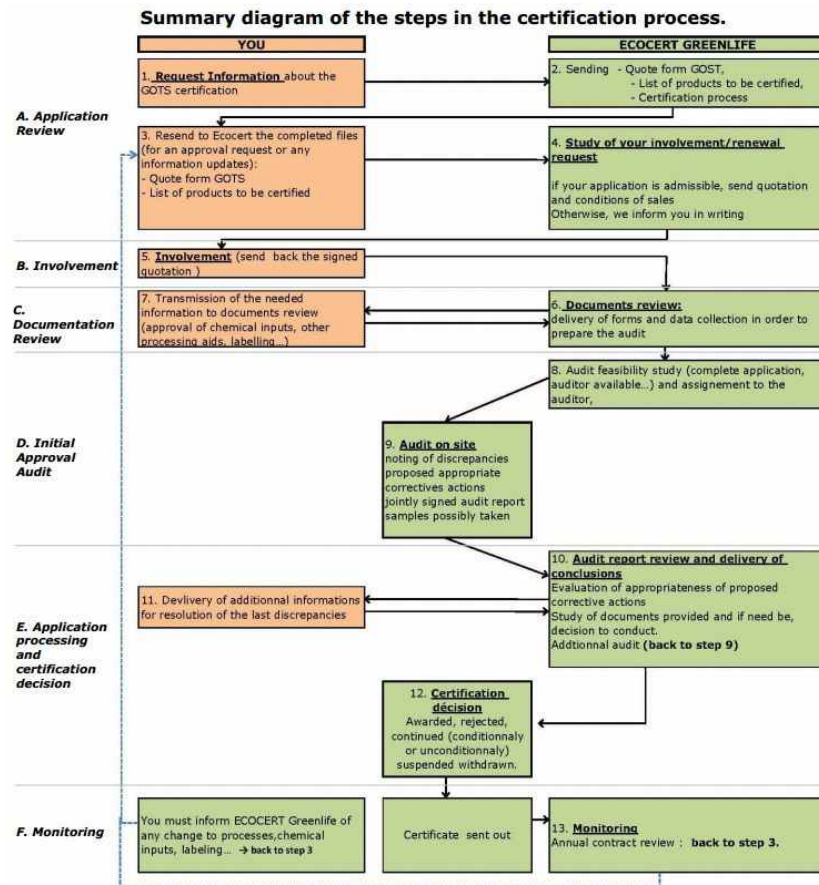 Summary diagram of the steps in the certification process.
YOU
ECOCERT GREENLIFE
A. Application
Review
1. Request Information about the
GOTS certification
2. Sending - Quote form GOST,
- List of products to be certified,
- Certification process
3. Resend to Ecocert the completed files
(for an approval request or any
information updates):
- Quote form GOTS
- List of products to be certified
4. Study of your involvement/renewal
request
if your application is admissible, send quotation
and conditions of sales
Otherwise, we inform you in writing
B. Involvement
5. Involvement (send back the signed
quotation )
C.
Documentation
Review
7. Transmission of the needed
information to documents review
(approval of chemical inputs, other
processing aids, labelling...)
6. Documents review:
delivery of forms and data collection in order to
prepare the audit
D. Initial
Approval
Audit
8. Audit feasibility study (complete application,
auditor available...) and assignement to the
auditor,
9. Audit on site
noting of discrepancies
proposed appropriate
correctives actions
jointly signed audit report
samples possibly taken
E. Application
processing
and
certification
decision
10. Audit report review and delivery of
conclusions
Evaluation of appropriateness of proposed
corrective actions
Study of documents provided and if need be,
decision to conduct.
Addtionnal audit (back to step 9)
11. Devlivery of additionnal informations
for resolution of the last discrepancies
12. Certification
décision
Awarded, rejected,
continued (conditionnaly
or unconditionnaly)
suspended withdrawn.
F. Monitoring
You must inform ECOCERT Greenlife of
any change to processes,chemical
inputs, labeling... → back to step 3
Certificate sent out
13. Monitoring
Annual contract review : back to step 3.